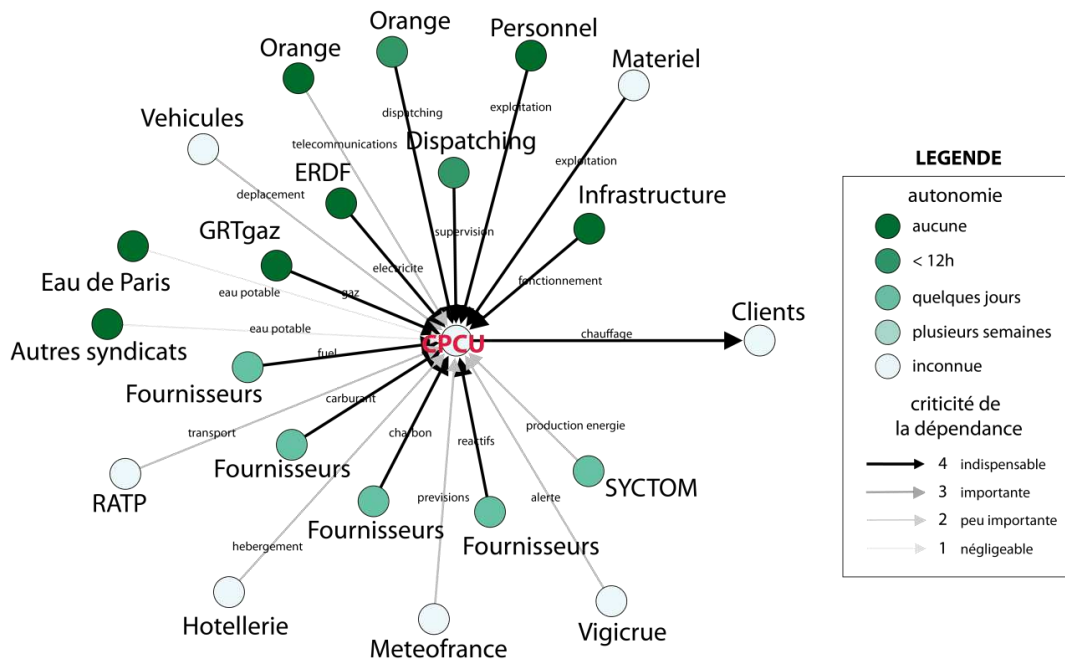 Orange
Personnel
Orange
Materiel
dispatching
exploitation
Vehicules
telecommunications
Dispatching
exploitation
ERDF
deplacement
Infrastructure
GRTgaz
supervision
electricite
fonctionnement
Eau de Paris
eau potable
gaz
Clients
eau potable
chauffage
Autres syndicats
CPCU
fuel
Fournisseurs
carburant
transport
charbon
reactifs
production energie
Fournisseurs
RATP
SYCTOM
previsions
alerte
Fournisseurs
Fournisseurs
hebergement
Hotellerie
Meteofrance
Vigicrue
LEGENDE
autonomie
aucune
< 12h
quelques jours
plusieurs semaines
inconnue
criticité de
la dépendance
4 indispensable
3 importante
2 peu importante
1 négligeable